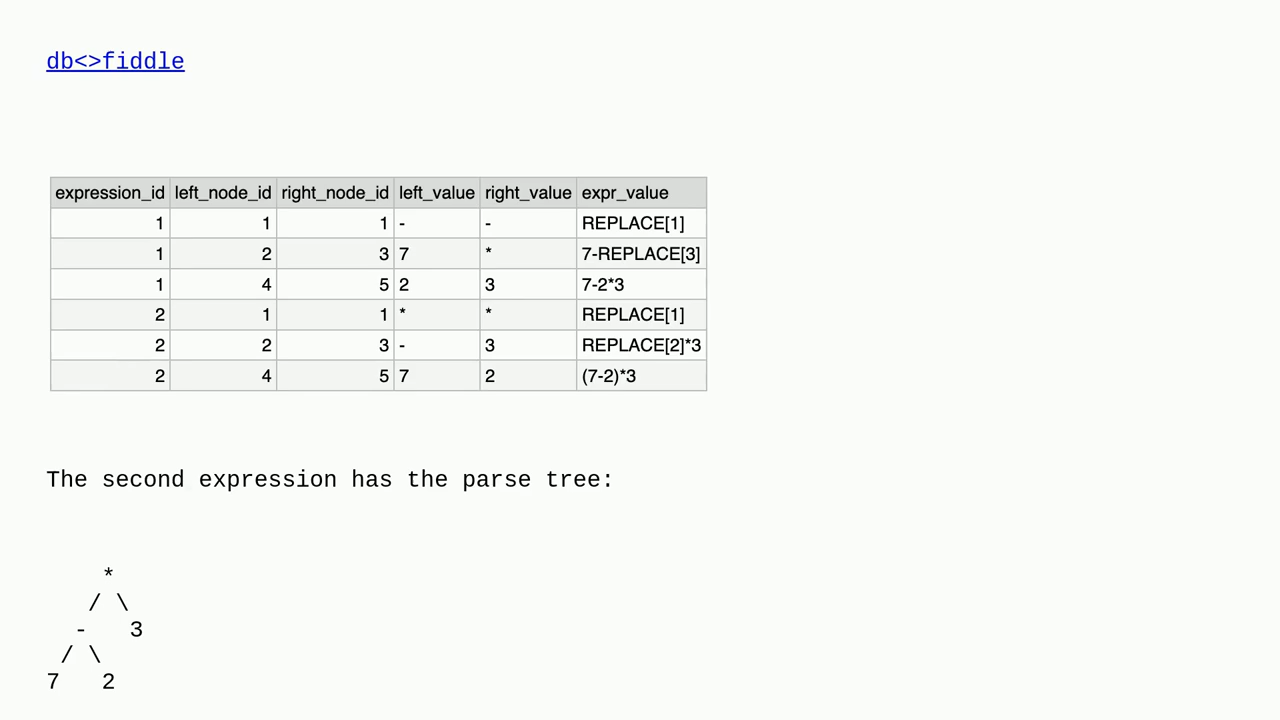 db<>fiddle
expression_id left_node_id right_node_id left_value right_value expr_value
1 1 1 - - REPLACE[1]
1 2 3 7 * 7-REPLACE[3]
1 4 5 2 3 7-2*3
2 1 1 * * REPLACE[1]
2 2 3 - 3 REPLACE[2]*3
2 4 5 7 2 (7-2)*3
The second expression has the parse tree:
*
/ \
- 3
/ \
7 2